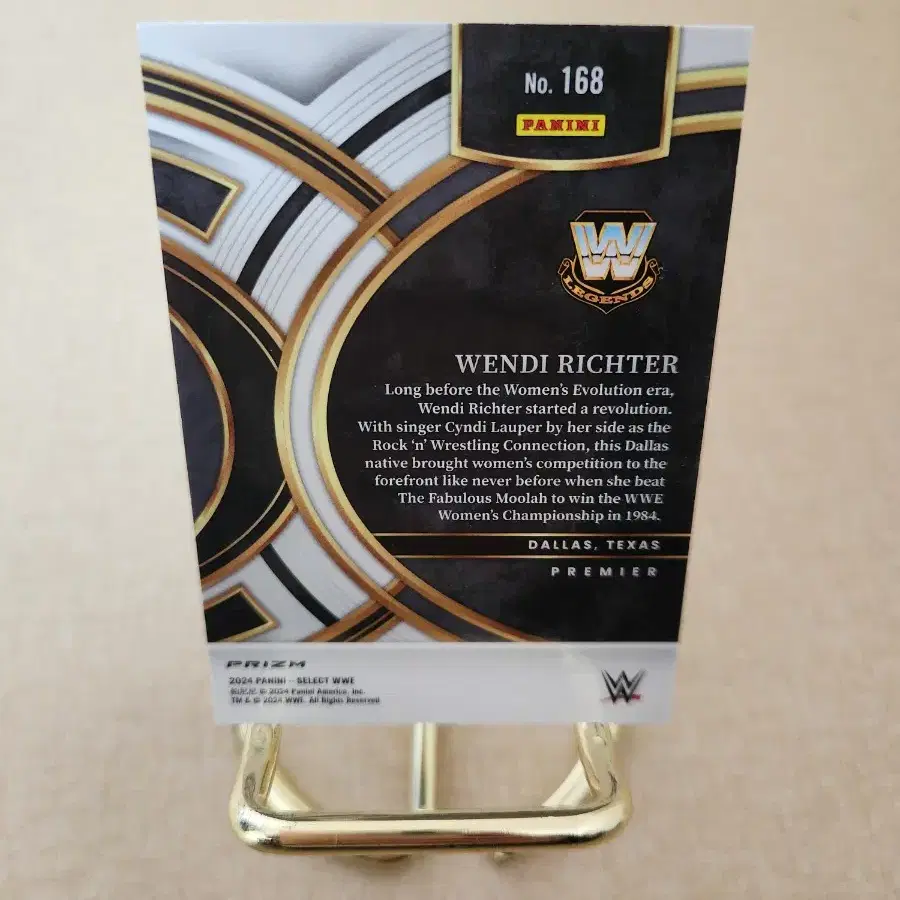 No. 168
PANINI
W
LEGENDS
WENDI RICHTER
Long before the Women's Evolution era,
Wendi Richter started a revolution.
With singer Cyndi Lauper by her side as the
Rock 'n' Wrestling Connection, this Dallas
native brought women's competition to the
forefront like never before when she beat
The Fabulous Moolah to win the WWE
Women's Championship in 1984.
DALLAS, TEXAS
PREMIER
PRIZM
2024 PANINI – SELECT WWE
© 2024 Panini America, Inc.
TM & © 2024 WWE. All Rights Reserved
W